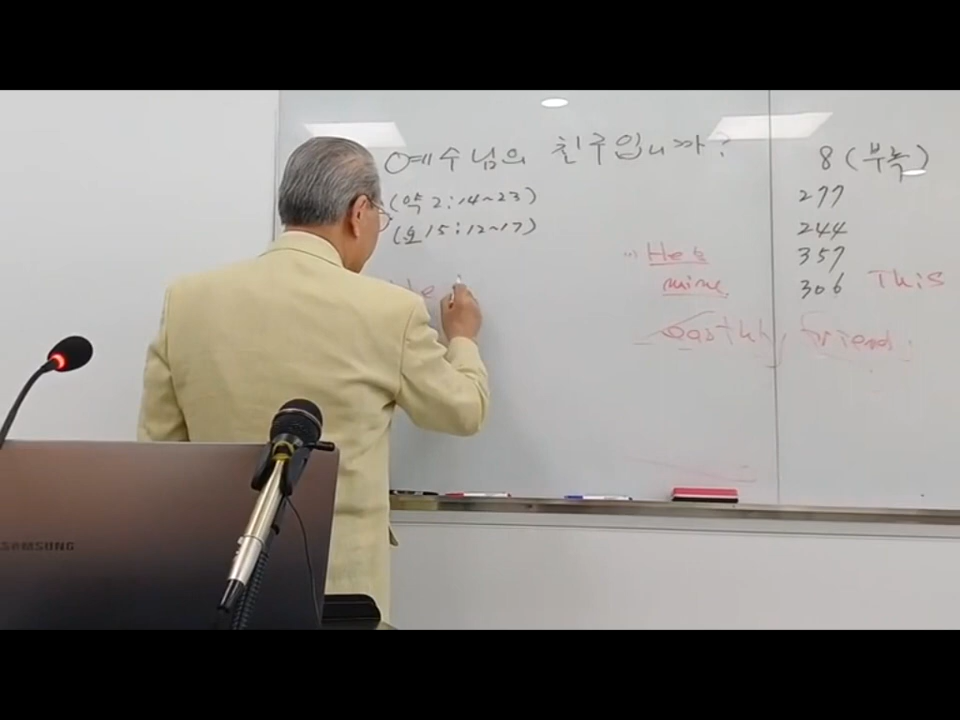 예수님의 친구입니까?
(약 2:14~23)
(요 15:12~17)
8 (부록)
277
244
357
306
He's
mine
This
earthly friend
SAMSUNG